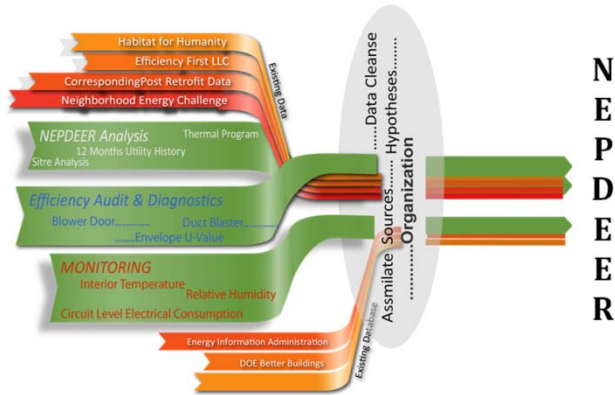 Habitat for Humanity
Efficiency First LLC
CorrespondingPost Retrofit Data
Neighborhood Energy Challenge
Existing Data
NEPDEER Analysis
Thermal Program
12 Months Utility History
Sitre Analysis
Efficiency Audit & Diagnostics
Blower Door.............
Duct Blaster.........
........Envelope U-Value
MONITORING
Interior Temperature
Relative Humidity
Circuit Level Electrical Consumption
Energy Information Administration
DOE Better Buildings
Existing Database
Assmilate Sources......... Hypotheses.........
......Data Cleanse
............Organization
N
E
P
D
E
E
R